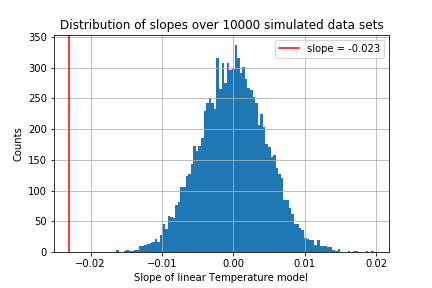 Distribution of slopes over 10000 simulated data sets
slope = -0.023
Counts
350
300
250
200
150
100
50
0
−0.02 −0.01 0.00 0.01 0.02
Slope of linear Temperature model